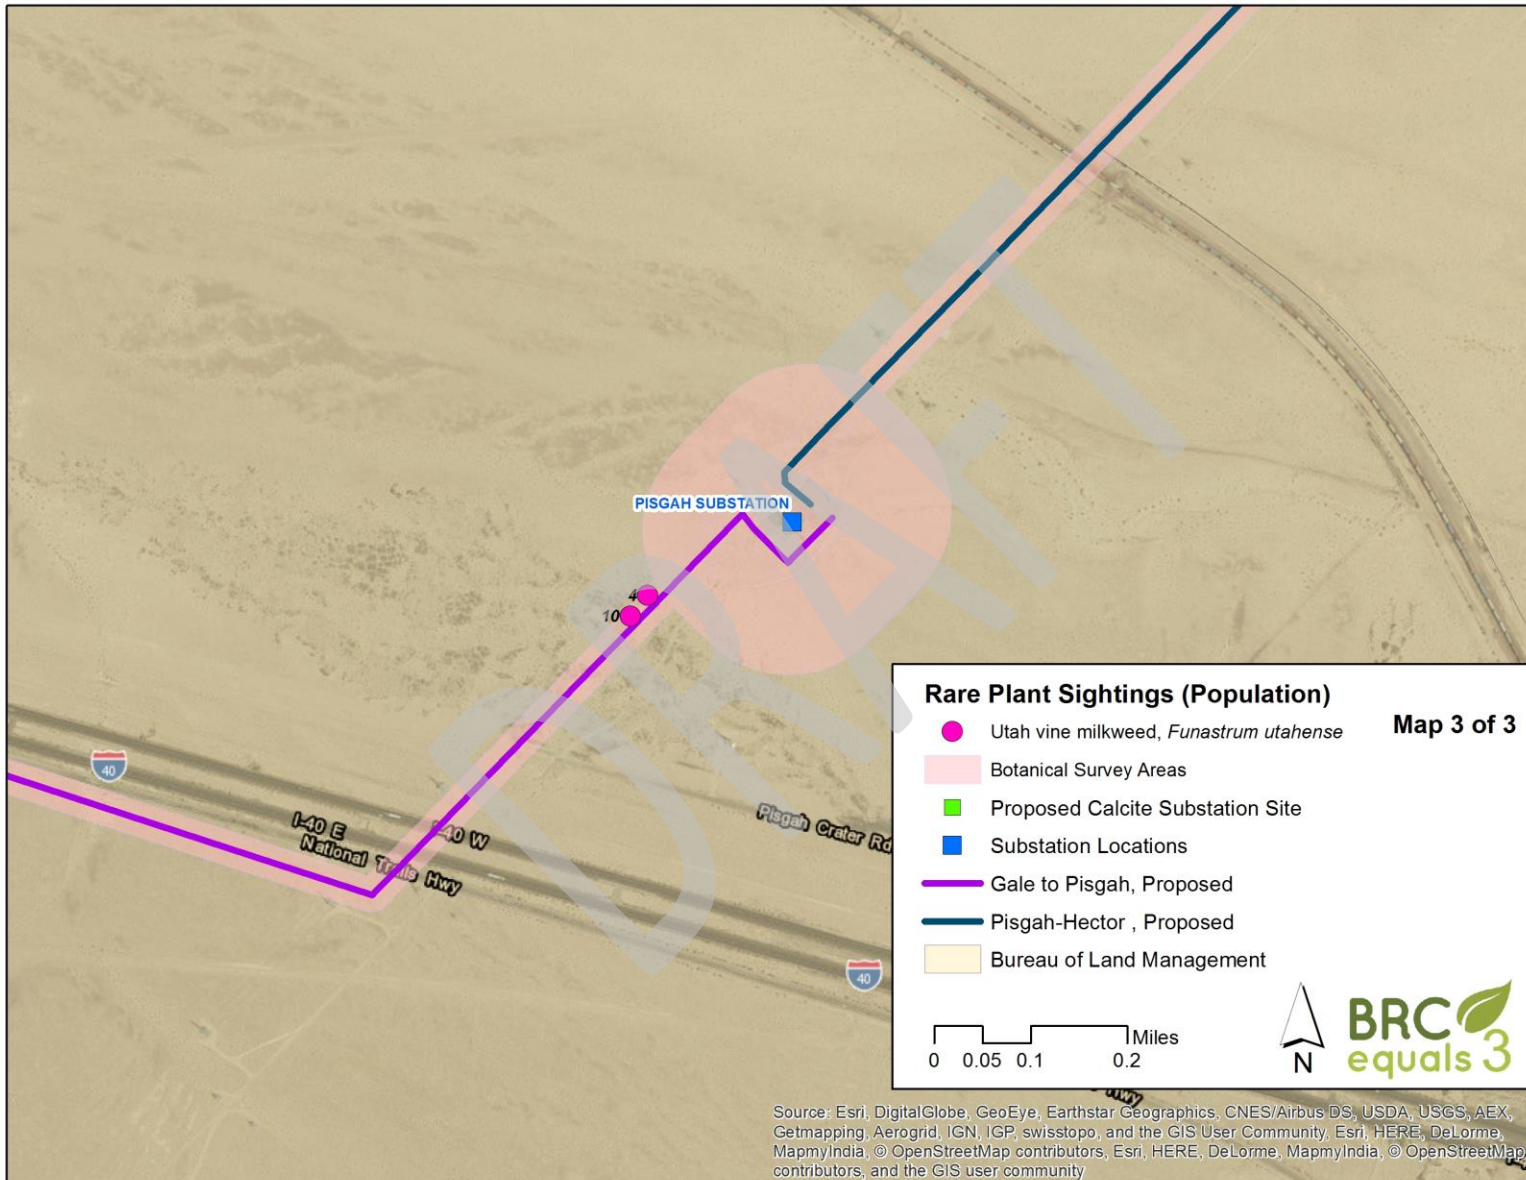 PISGAH SUBSTATION
4
10
40
I-40 E
I-40 W
National Trails Hwy
Pisgah Crater Rd
40
DRAFT
Rare Plant Sightings (Population)
Map 3 of 3
Utah vine milkweed, Funastrum utahense
Botanical Survey Areas
Proposed Calcite Substation Site
Substation Locations
Gale to Pisgah, Proposed
Pisgah-Hector , Proposed
Bureau of Land Management
Miles
0 0.05 0.1 0.2
N
BRC
equals 3
Hwy
Source: Esri, DigitalGlobe, GeoEye, Earthstar Geographics, CNES/Airbus DS, USDA, USGS, AEX,
Getmapping, Aerogrid, IGN, IGP, swisstopo, and the GIS User Community, Esri, HERE, DeLorme,
MapmyIndia, © OpenStreetMap contributors, Esri, HERE, DeLorme, MapmyIndia, © OpenStreetMap
contributors, and the GIS user community